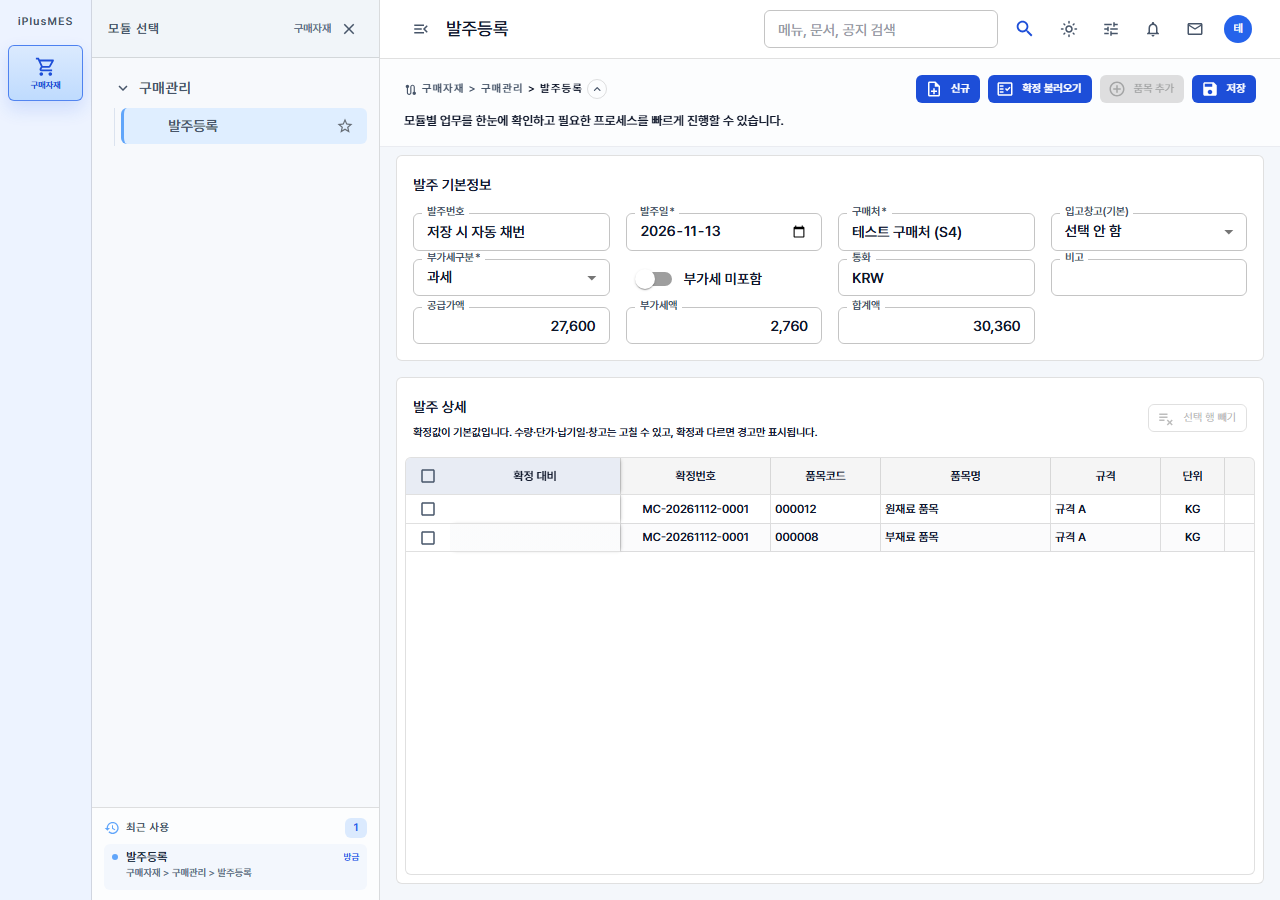 iPlusMES
구매자재
모듈 선택
구매자재
구매관리
발주등록
최근 사용
1
발주등록
방금
구매자재 > 구매관리 > 발주등록
발주등록
메뉴, 문서, 공지 검색
테
구매자재 > 구매관리 > 발주등록
신규
확정 불러오기
품목 추가
저장
모듈별 업무를 한눈에 확인하고 필요한 프로세스를 빠르게 진행할 수 있습니다.
발주 기본정보
발주번호
저장 시 자동 채번
발주일*
2026-11-13
구매처*
테스트 구매처 (S4)
입고창고(기본)
선택 안 함
부가세구분*
과세
부가세 미포함
통화
KRW
비고
공급가액
27,600
부가세액
2,760
합계액
30,360
발주 상세
확정값이 기본값입니다. 수량·단가·납기일·창고는 고칠 수 있고, 확정과 다르면 경고만 표시됩니다.
선택 행 빼기
확정 대비 확정번호 품목코드 품목명 규격 단위
MC-20261112-0001 000012 원재료 품목 규격 A KG
MC-20261112-0001 000008 부재료 품목 규격 A KG